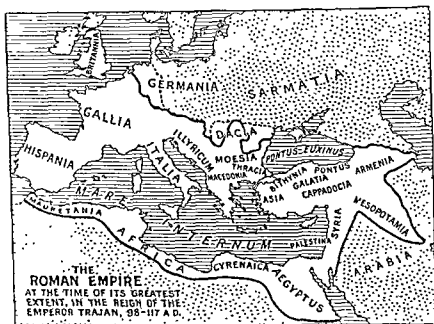 BRITANNIA
GERMANIA
SARMATIA
GALLIA
DACIA
ILLYRICUM
MOESIA
PONTUS-EUXINUS
HISPANIA
ITALIA
THRACIA
MACEDONIA
BITHYNIA PONTUS ARMENIA
GALATIA
ASIA
CAPPADOCIA
MARE INTERNUM
MAURETANIA
AFRICA
SYRIA
MESOPOTAMIA
PALESTINA
CYRENAICA
AEGYPTUS
ARABIA
THE
ROMAN EMPIRE
AT THE TIME OF ITS GREATEST
EXTENT, IN THE REIGN OF THE
EMPEROR TRAJAN, 98-117 A.D.